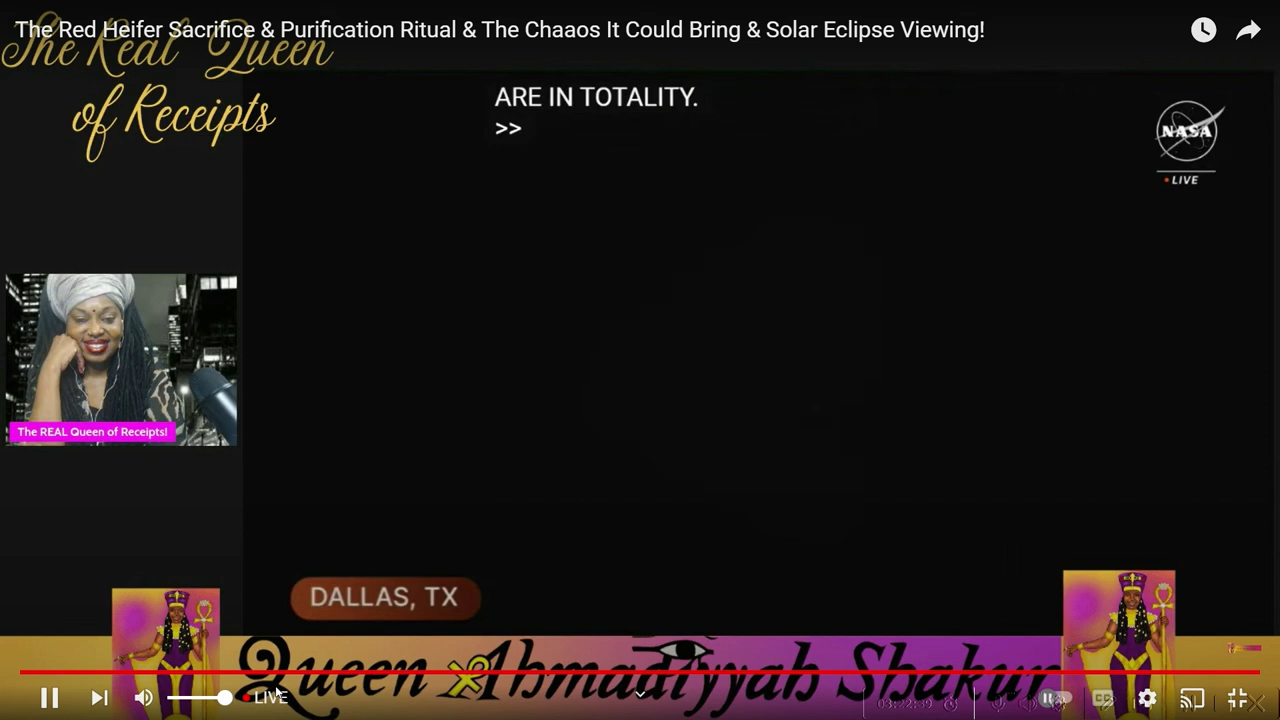 The Red Heifer Sacrifice & Purification Ritual & The Chaaos It Could Bring & Solar Eclipse Viewing!
The Real Queen
of Receipts
ARE IN TOTALITY.
>>
NASA
LIVE
The REAL Queen of Receipts!
DALLAS, TX
Queen Ahmadiyyah Shakur
LIVE